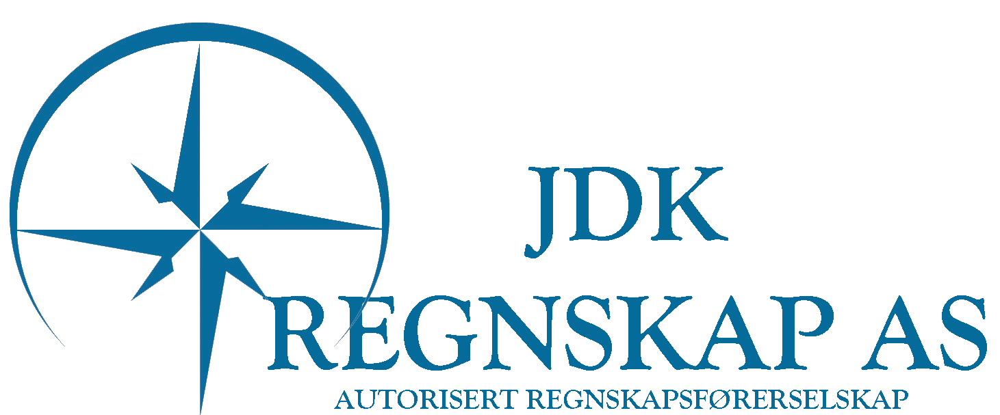 JDK
REGNSKAP AS
AUTORISERT REGNSKAPSFØRERSELSKAP